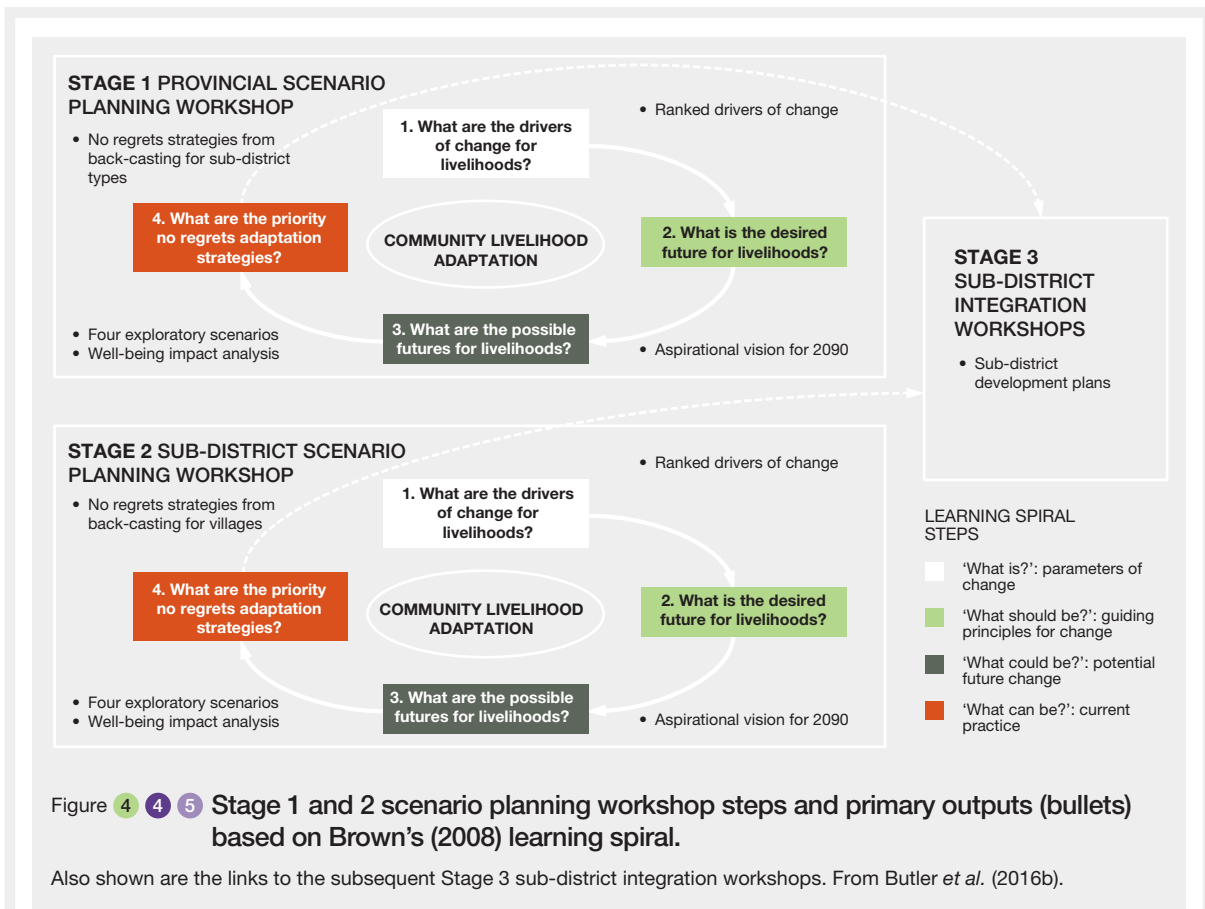 STAGE 1 PROVINCIAL SCENARIO
PLANNING WORKSHOP
• No regrets strategies from
back-casting for sub-district
types
1. What are the drivers
of change for
livelihoods?
• Ranked drivers of change
4. What are the priority
no regrets adaptation
strategies?
COMMUNITY LIVELIHOOD
ADAPTATION
2. What is the desired
future for livelihoods?
• Four exploratory scenarios
• Well-being impact analysis
3. What are the possible
futures for livelihoods?
• Aspirational vision for 2090
STAGE 3
SUB-DISTRICT
INTEGRATION
WORKSHOPS
• Sub-district
development plans
STAGE 2 SUB-DISTRICT SCENARIO
PLANNING WORKSHOP
• No regrets strategies from
back-casting for villages
1. What are the drivers
of change for
livelihoods?
• Ranked drivers of change
4. What are the priority
no regrets adaptation
strategies?
COMMUNITY LIVELIHOOD
ADAPTATION
2. What is the desired
future for livelihoods?
• Four exploratory scenarios
• Well-being impact analysis
3. What are the possible
futures for livelihoods?
• Aspirational vision for 2090
LEARNING SPIRAL
STEPS
'What is?': parameters of
change
'What should be?': guiding
principles for change
'What could be?': potential
future change
'What can be?': current
practice
Figure 4 4 5 Stage 1 and 2 scenario planning workshop steps and primary outputs (bullets)
based on Brown's (2008) learning spiral.
Also shown are the links to the subsequent Stage 3 sub-district integration workshops. From Butler et al. (2016b).